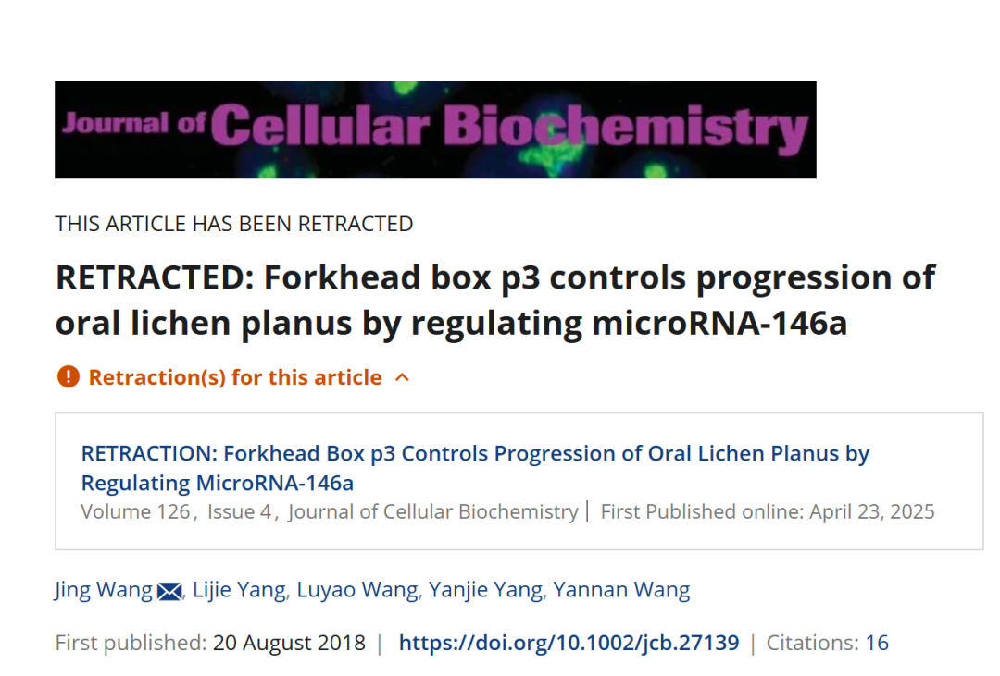 Journal of Cellular Biochemistry
THIS ARTICLE HAS BEEN RETRACTED
RETRACTED: Forkhead box p3 controls progression of
oral lichen planus by regulating microRNA-146a
Retraction(s) for this article
RETRACTION: Forkhead Box p3 Controls Progression of Oral Lichen Planus by
Regulating MicroRNA-146a
Volume 126, Issue 4, Journal of Cellular Biochemistry | First Published online: April 23, 2025
Jing Wang, Lijie Yang, Luyao Wang, Yanjie Yang, Yannan Wang
First published: 20 August 2018 | https://doi.org/10.1002/jcb.27139 | Citations: 16